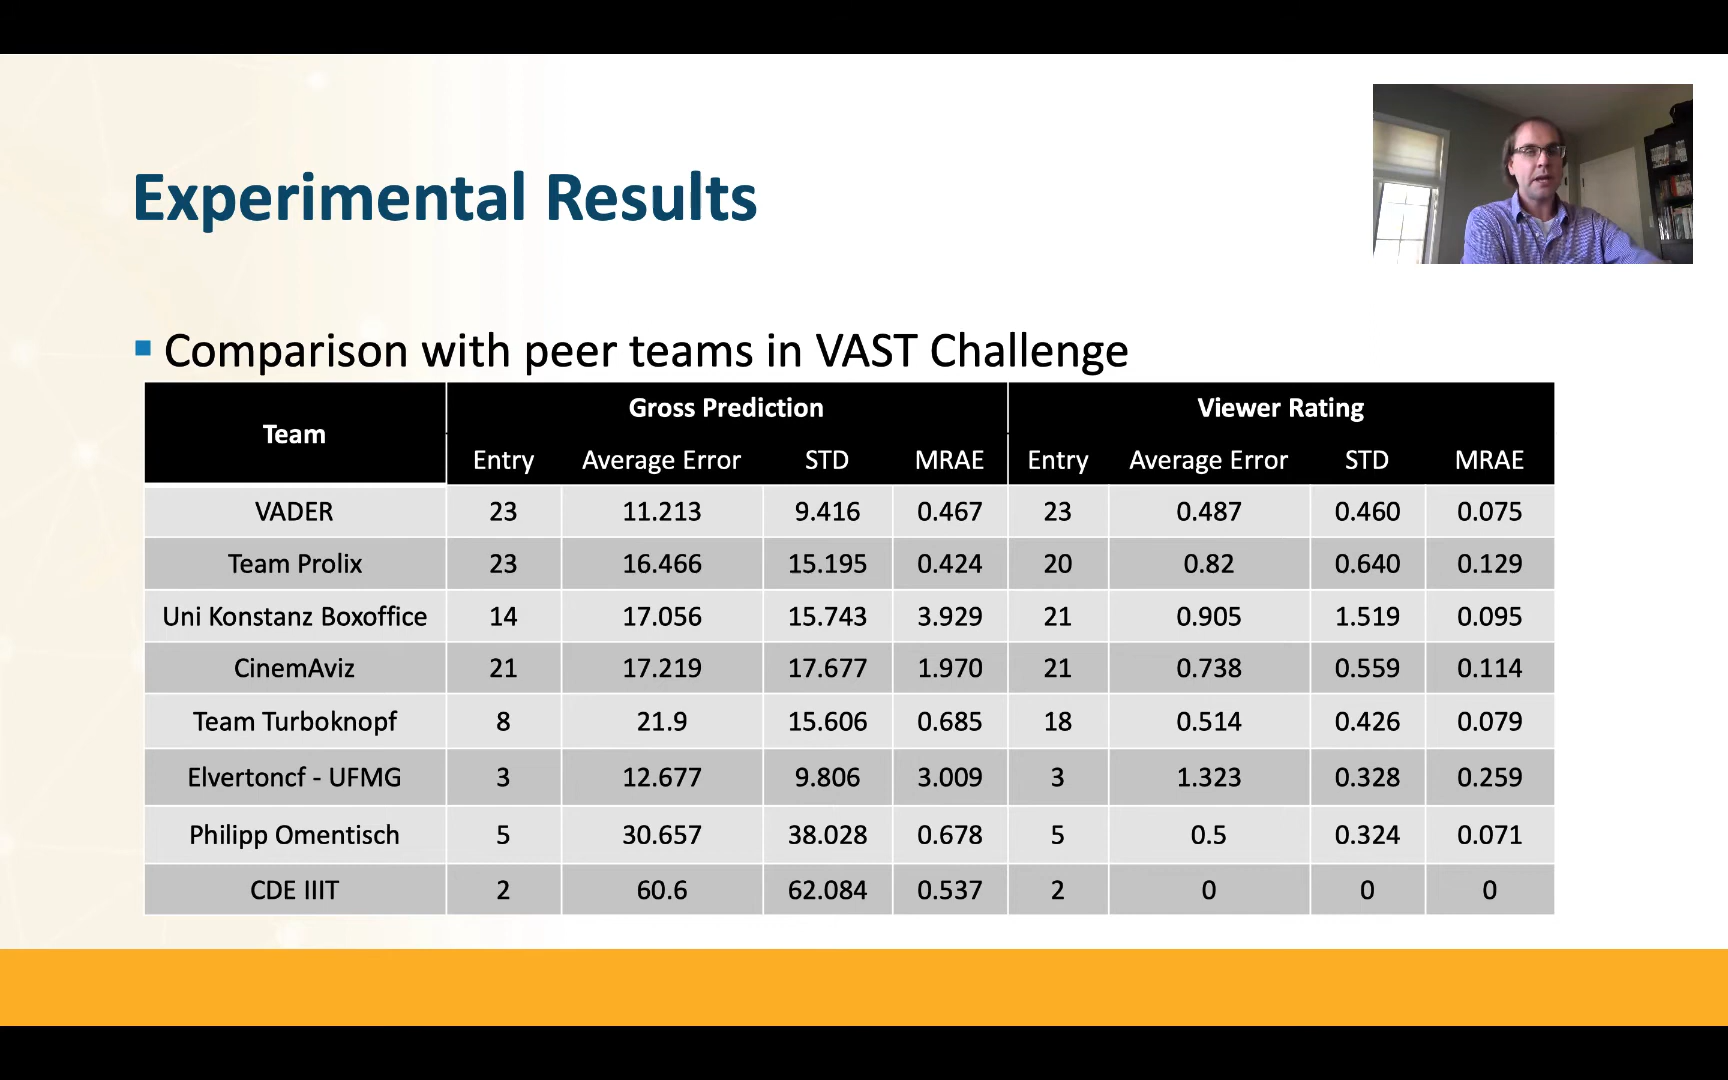 Experimental Results
Comparison with peer teams in VAST Challenge
Team Gross Prediction Viewer Rating
Entry Average Error STD MRAE Entry Average Error STD MRAE
VADER 23 11.213 9.416 0.467 23 0.487 0.460 0.075
Team Prolix 23 16.466 15.195 0.424 20 0.82 0.640 0.129
Uni Konstanz Boxoffice 14 17.056 15.743 3.929 21 0.905 1.519 0.095
CinemAviz 21 17.219 17.677 1.970 21 0.738 0.559 0.114
Team Turboknopf 8 21.9 15.606 0.685 18 0.514 0.426 0.079
Elvertoncf - UFMG 3 12.677 9.806 3.009 3 1.323 0.328 0.259
Philipp Omentisch 5 30.657 38.028 0.678 5 0.5 0.324 0.071
CDE IIIT 2 60.6 62.084 0.537 2 0 0 0